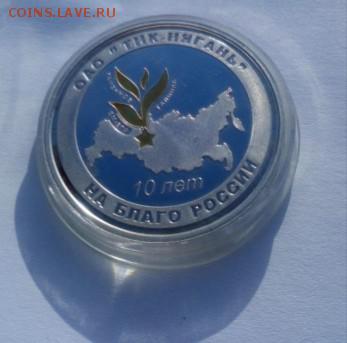 COINS.LAVE.RU
ОАО "ТНК-НЯГАНЬ"
10 лет
НА БЛАГО РОССИИ